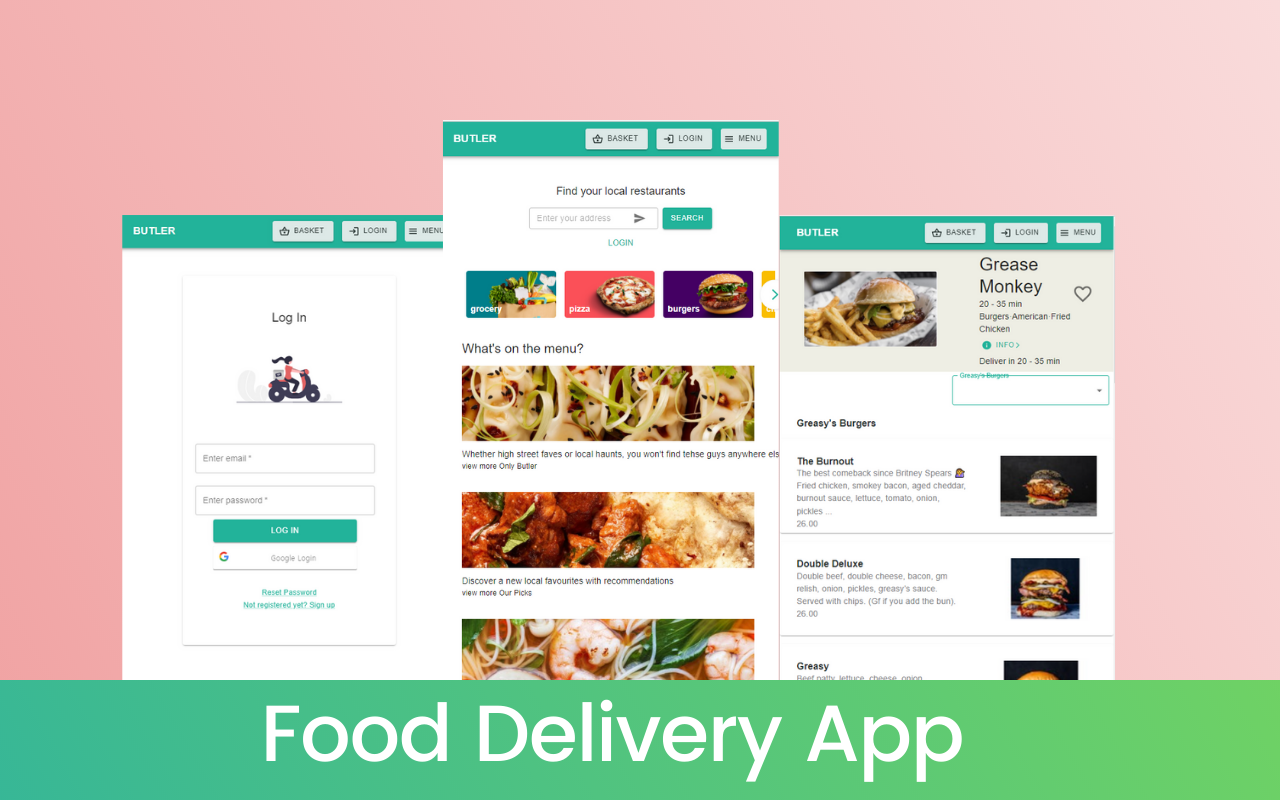 BUTLER
BASKET
LOGIN
MENU
Log In
Enter email *
Enter password *
LOG IN
Google Login
Reset Password
Not registered yet? Sign up
BUTLER
BASKET
LOGIN
MENU
Find your local restaurants
Enter your address
SEARCH
LOGIN
grocery
pizza
burgers
What's on the menu?
Whether high street faves or local haunts, you won't find tehse guys anywhere els
view more Only Butler
Discover a new local favourites with recommendations
view more Our Picks
BUTLER
BASKET
LOGIN
MENU
Grease
Monkey
20 - 35 min
Burgers·American·Fried
Chicken
INFO
Deliver in 20 - 35 min
Greasy's Burgers
Greasy's Burgers
The Burnout
The best comeback since Britney Spears 🤷
Fried chicken, smokey bacon, aged cheddar,
burnout sauce, lettuce, tomato, onion,
pickles ...
26.00
Double Deluxe
Double beef, double cheese, bacon, gm
relish, onion, pickles, greasy's sauce.
Served with chips. (Gf if you add the bun).
26.00
Greasy
Beef patty, lettuce, cheese, onion
Food Delivery App